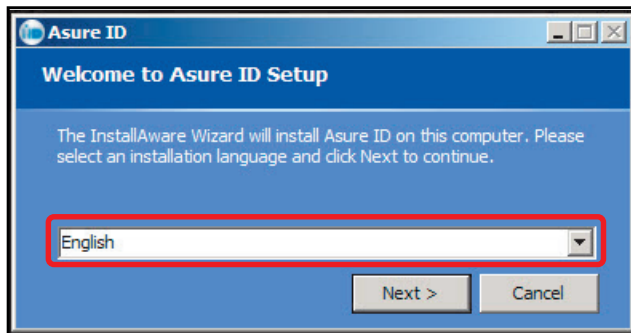 Asure ID
Welcome to Asure ID Setup
The InstallAware Wizard will install Asure ID on this computer. Please
select an installation language and click Next to continue.
English
Next >
Cancel